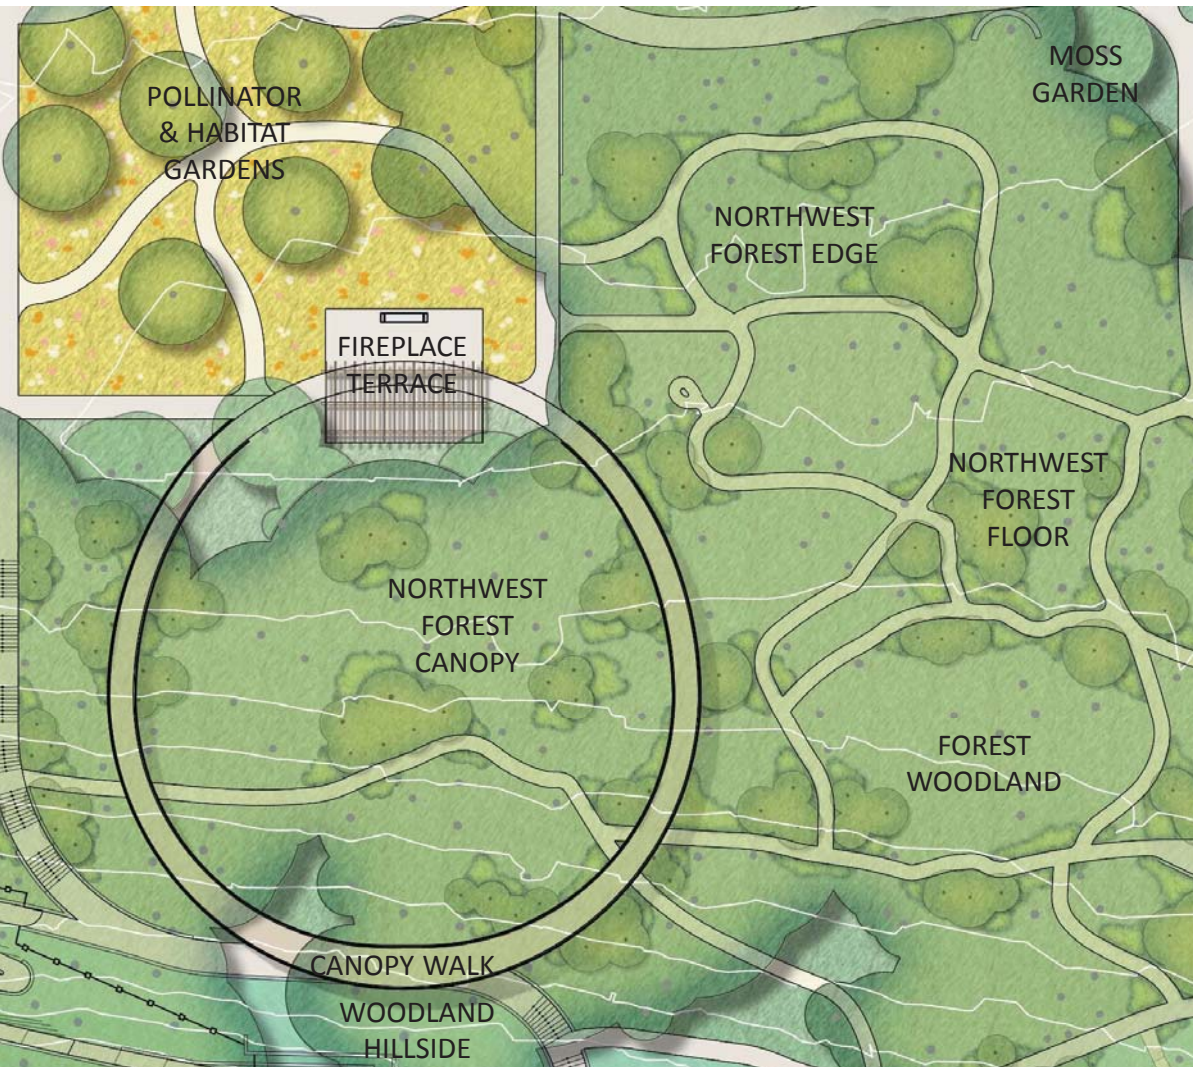 MOSS
GARDEN
POLLINATOR
& HABITAT
GARDENS
NORTHWEST
FOREST EDGE
FIREPLACE
TERRACE
NORTHWEST
FOREST
FLOOR
NORTHWEST
FOREST
CANOPY
FOREST
WOODLAND
CANOPY WALK
WOODLAND
HILLSIDE